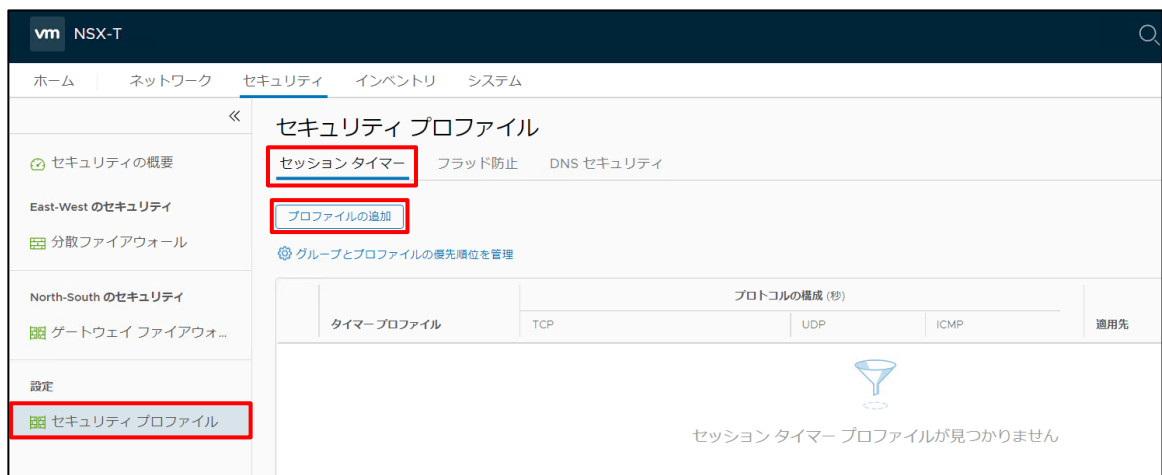 vm NSX-T
ホーム ネットワーク セキュリティ インベントリ システム
«
セキュリティの概要
East-West のセキュリティ
分散ファイアウォール
North-South のセキュリティ
ゲートウェイ ファイアウォ...
設定
セキュリティ プロファイル
セキュリティ プロファイル
セッション タイマー フラッド防止 DNS セキュリティ
プロファイルの追加
グループとプロファイルの優先順位を管理
プロトコルの構成 (秒)
タイマー プロファイル TCP UDP ICMP 適用先
セッション タイマー プロファイルが見つかりません